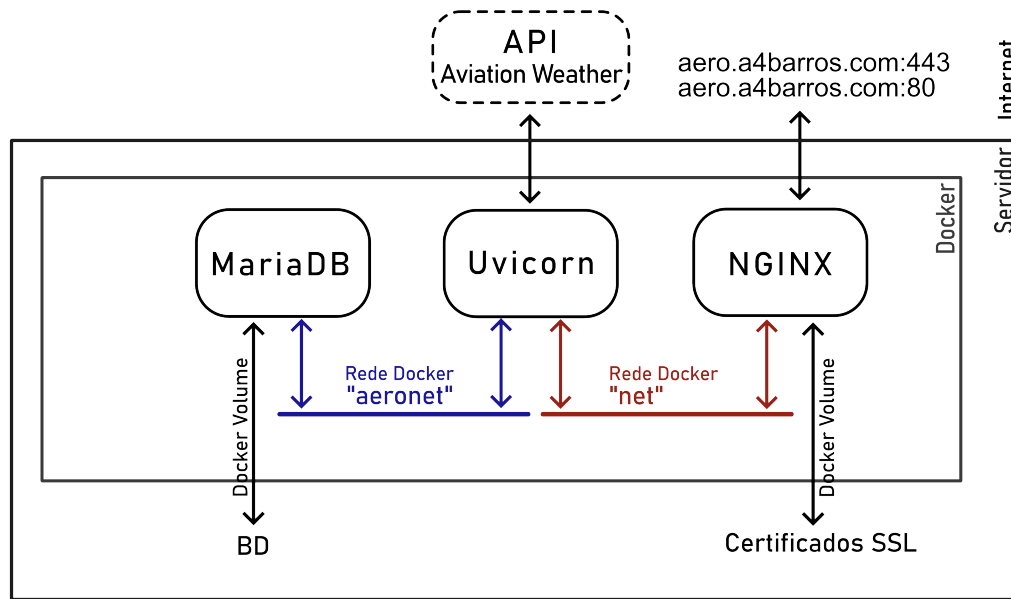 API
Aviation Weather
aero.a4barros.com:443
aero.a4barros.com:80
Internet
Servidor
Docker
MariaDB
Uvicorn
NGINX
Rede Docker
"aeronet"
Rede Docker
"net"
Docker Volume
Docker Volume
BD
Certificados SSL